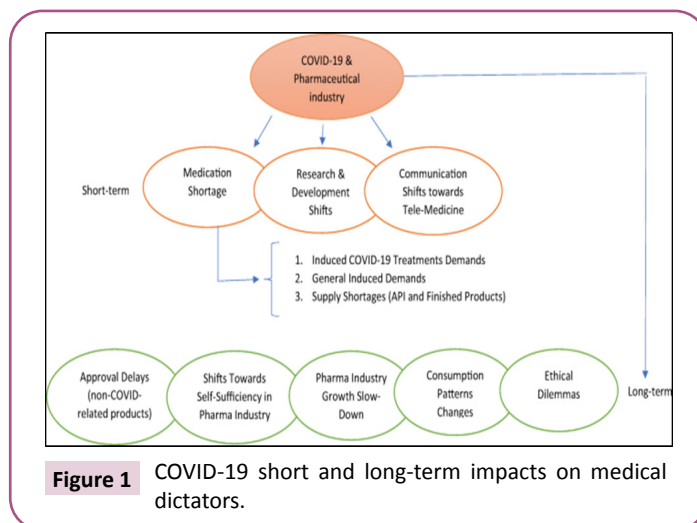 COVID-19 &
Pharmaceutical
industry
Short-term
Medication
Shortage
Research &
Development
Shifts
Communication
Shifts towards
Tele-Medicine
1. Induced COVID-19 Treatments Demands
2. General Induced Demands
3. Supply Shortages (API and Finished Products)
Approval Delays
(non-COVID-
related products)
Shifts Towards
Self-Sufficiency in
Pharma Industry
Pharma Industry
Growth Slow-
Down
Consumption
Patterns
Changes
Ethical
Dilemmas
Long-term
Figure 1 COVID-19 short and long-term impacts on medical
dictators.